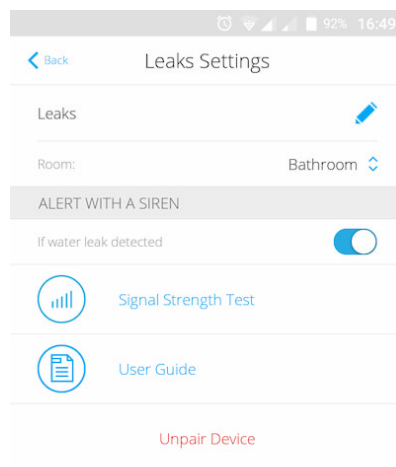 92% 16:49
Back Leaks Settings
Leaks
Room: Bathroom
ALERT WITH A SIREN
If water leak detected
Signal Strength Test
User Guide
Unpair Device